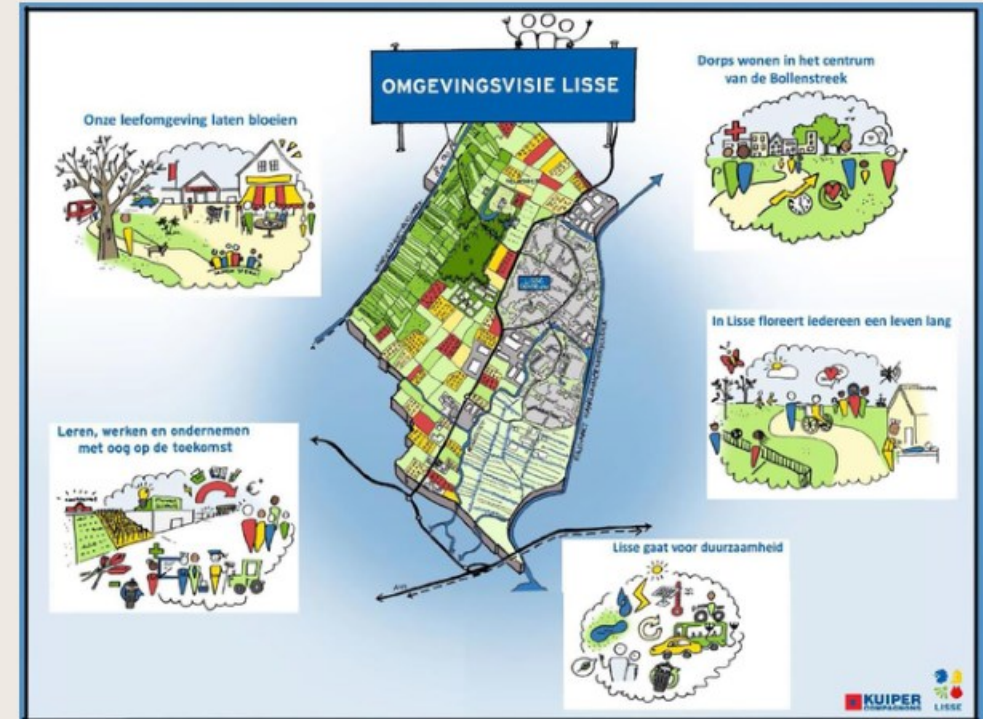 OMGEVINGSVISIE LISSE
Onze leefomgeving laten bloeien
Dorps wonen in het centrum
van de Bollenstreek
In Lisse floreert iedereen een leven lang
Leren, werken en ondernemen
met oog op de toekomst
Lisse gaat voor duurzaamheid
KUIPER
COMPAGNONS
LISSE